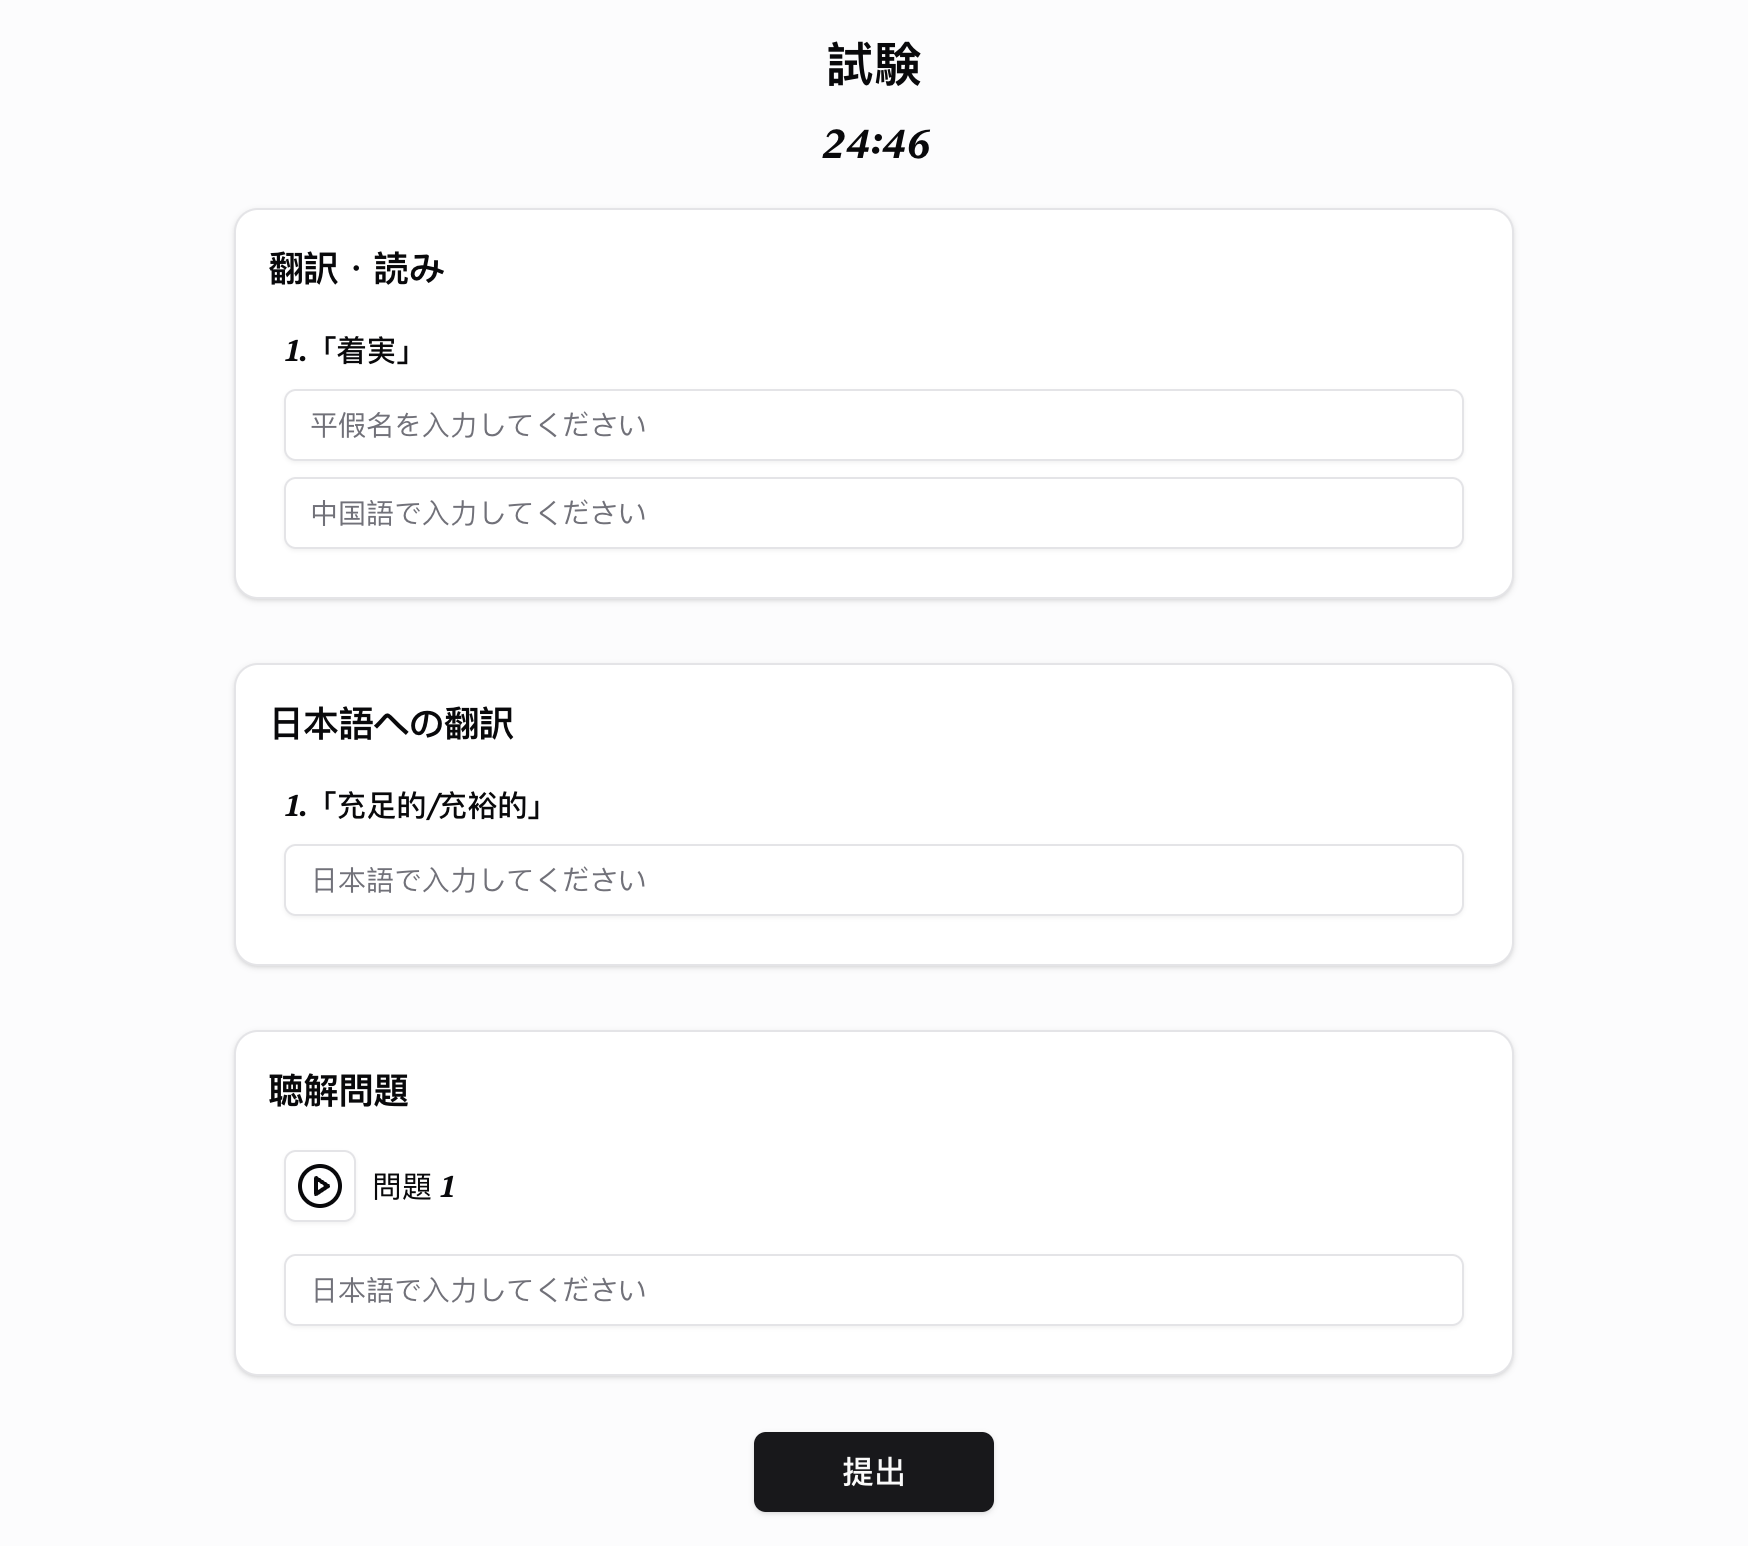 試験
24:46
翻訳・読み
1.「着実」
平假名を入力してください
中国語で入力してください
日本語への翻訳
1.「充足的/充裕的」
日本語で入力してください
聴解問題
問題 1
日本語で入力してください
提出